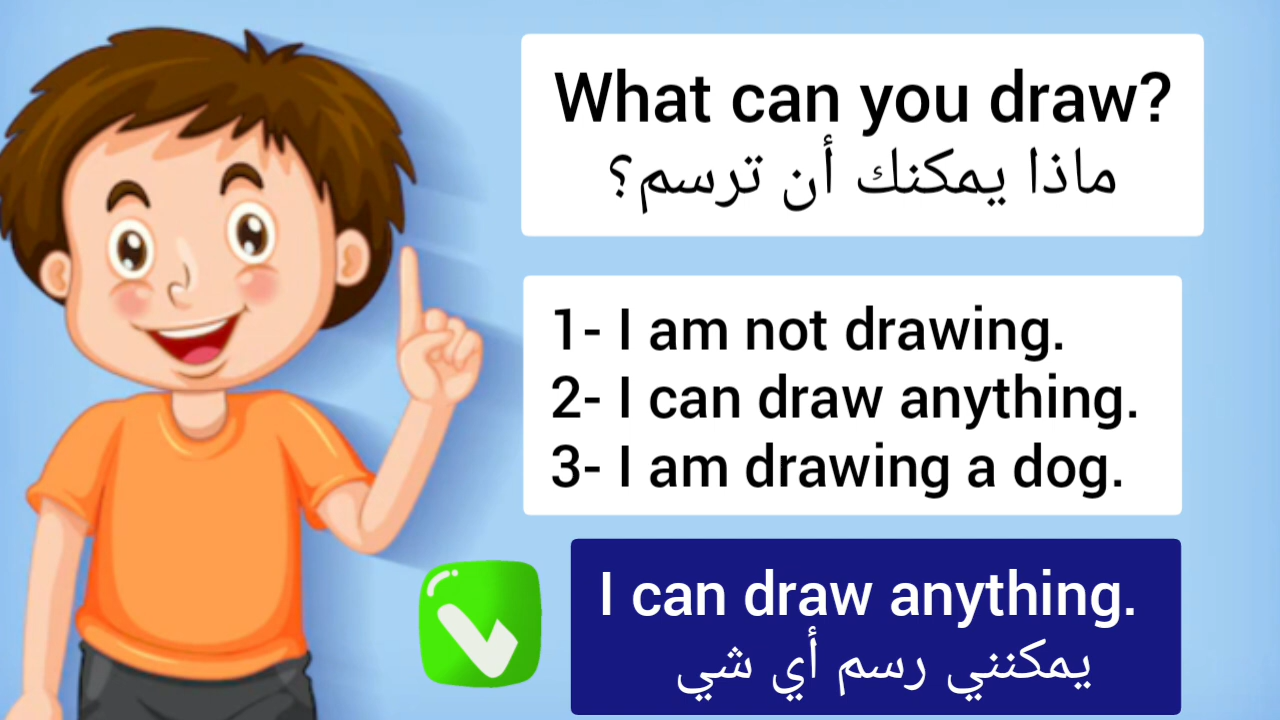 What can you draw?
ماذا يمكنك أن ترسم؟
1- I am not drawing.
2- I can draw anything.
3- I am drawing a dog.
I can draw anything.
يمكنني رسم أي شي